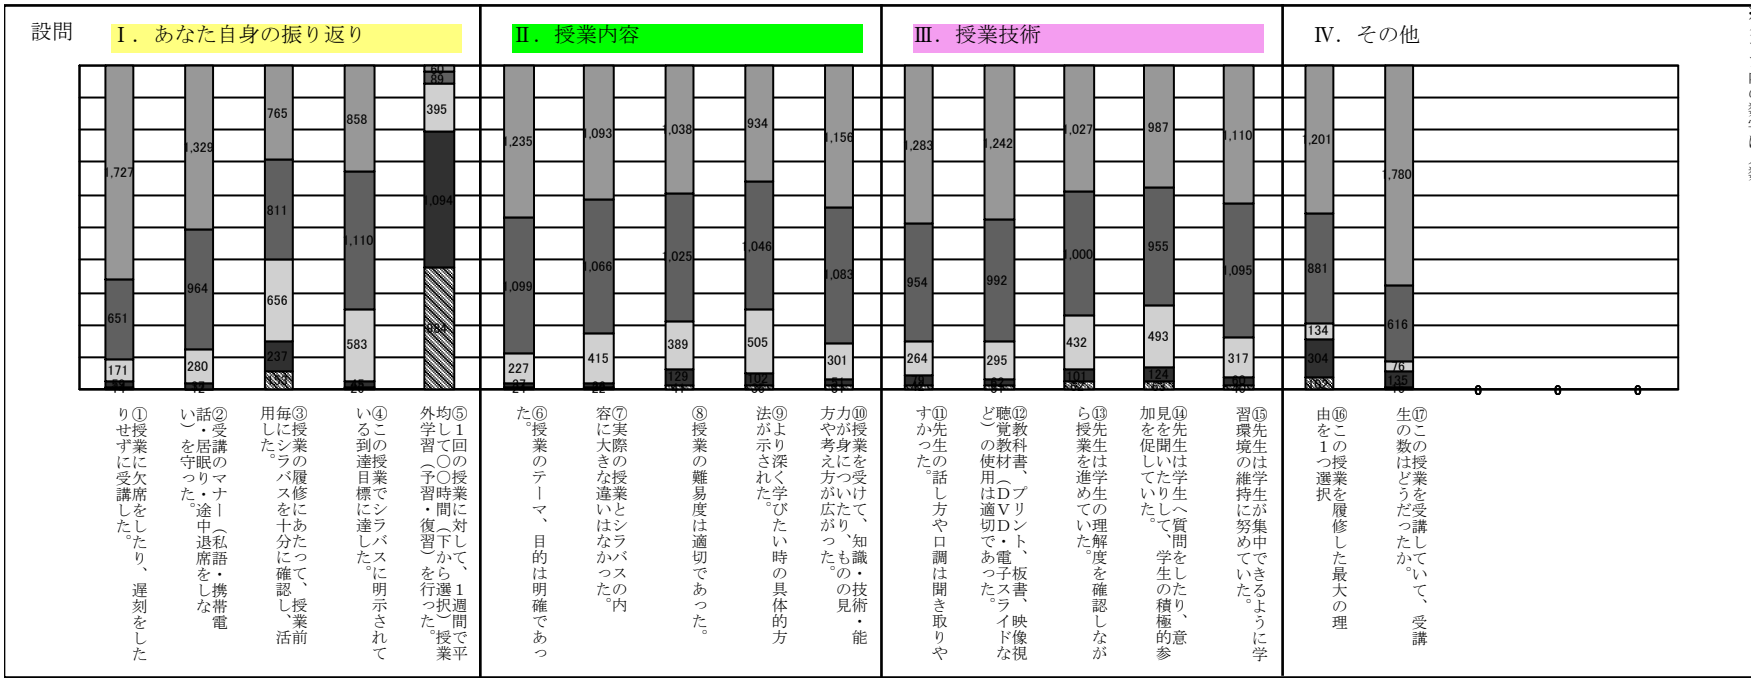 設問
Ⅰ．あなた自身の振り返り
Ⅱ．授業内容
Ⅲ．授業技術
Ⅳ．その他
1,727
651
171
1,329
964
280
765
811
656
237
153
858
1,110
583
60
89
395
1,094
984
1,235
1,099
227
1,093
1,066
415
1,038
1,025
389
129
934
1,046
505
102
1,156
1,083
301
1,283
954
264
1,242
992
295
1,027
1,000
432
101
987
955
493
124
1,110
1,095
317
1,201
881
134
304
102
1,780
616
76
135
0
0
0
①授業に欠席をしたり、遅刻をした
りせずに受講した。
②受講のマナー（私語・携帯電
話・居眠り・途中退席をしな
い）を守った。
③授業の履修にあたって、授業前
毎にシラバスを十分に確認し、活
用した。
④この授業でシラバスに明示されて
いる到達目標に達した。
⑤１回の授業に対して、１週間で平
均して〇〇時間（下から選択）授業
外学習（予習・復習）を行った。
⑥授業のテーマ、目的は明確であっ
た。
⑦実際の授業とシラバスの内
容に大きな違いはなかった。
⑧授業の難易度は適切であった。
⑨より深く学びたい時の具体的方
法が示された。
⑩授業を受けて、知識・技術・能
力が身についたり、ものの見
方や考え方が広がった。
⑪先生の話し方や口調は聞き取りや
すかった。
⑫教科書、プリント、板書、映像視
聴覚教材（ＤＶＤ・電子スライドな
ど）の使用は適切であった。
⑬先生は学生の理解度を確認しなが
ら授業を進めていた。
⑭先生は学生へ質問をしたり、意
見を聞いたりして、学生の積極的参
加を促していた。
⑮先生は学生が集中できるように学
習環境の維持に努めていた。
⑯この授業を履修した最大の理
由を１つ選択
⑰この授業を受講していて、受講
生の数はどうだったか。